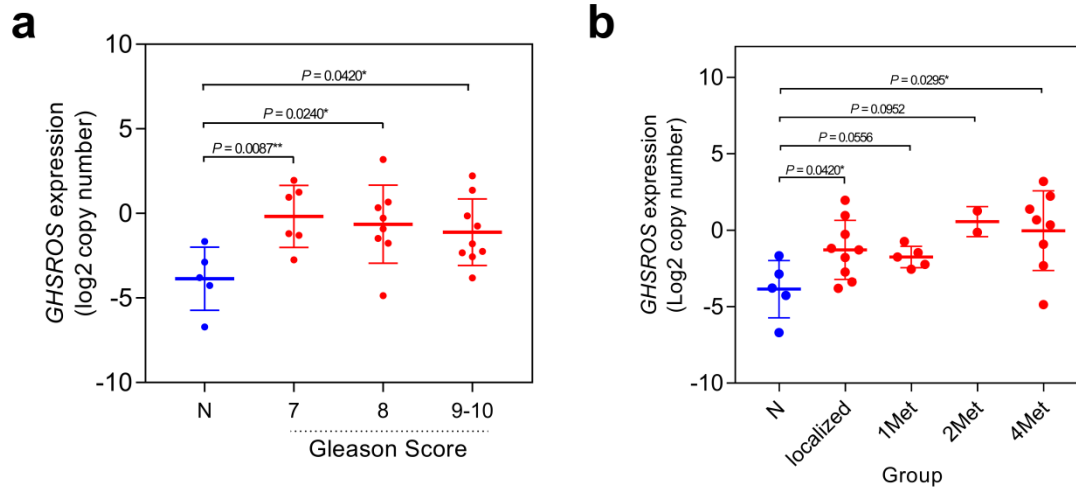 a
10
5
0
-5
-10
GHSROS expression
(log2 copy number)
P = 0.0420*
P = 0.0240*
P = 0.0087**
N
7
8
9-10
Gleason Score
b
10
5
0
-5
-10
GHSROS expression
(Log2 copy number)
P = 0.0295*
P = 0.0952
P = 0.0556
P = 0.0420*
N
localized
1Met
2Met
4Met
Group